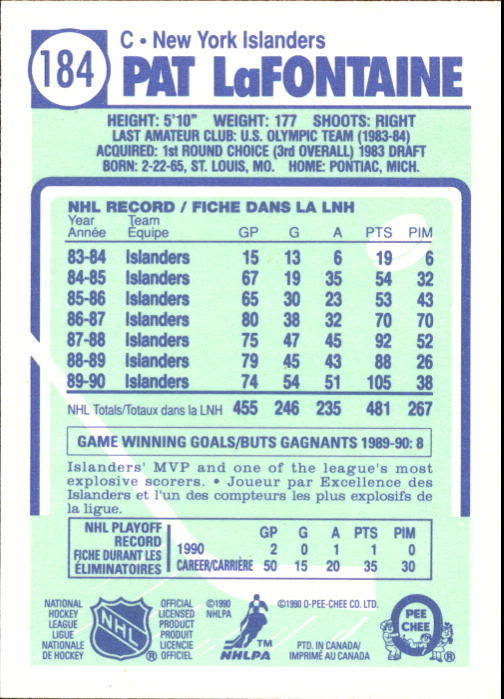 184
C • New York Islanders
PAT LaFONTAINE
HEIGHT: 5'10" WEIGHT: 177 SHOOTS: RIGHT
LAST AMATEUR CLUB: U.S. OLYMPIC TEAM (1983-84)
ACQUIRED: 1st ROUND CHOICE (3rd OVERALL) 1983 DRAFT
BORN: 2-22-65, ST. LOUIS, MO. HOME: PONTIAC, MICH.
NHL RECORD / FICHE DANS LA LNH
Year Team
Année Équipe GP G A PTS PIM
83-84 Islanders 15 13 6 19 6
84-85 Islanders 67 19 35 54 32
85-86 Islanders 65 30 23 53 43
86-87 Islanders 80 38 32 70 70
87-88 Islanders 75 47 45 92 52
88-89 Islanders 79 45 43 88 26
89-90 Islanders 74 54 51 105 38
NHL Totals/Totaux dans la LNH 455 246 235 481 267
GAME WINNING GOALS/BUTS GAGNANTS 1989-90: 8
Islanders' MVP and one of the league's most
explosive scorers. • Joueur par Excellence des
Islanders et l'un des compteurs les plus explosifs de
la ligue.
NHL PLAYOFF
RECORD
FICHE DURANT LES
ÉLIMINATOIRES
GP G A PTS PIM
1990 2 0 1 1 0
CAREER/CARRIÈRE 50 15 20 35 30
NATIONAL
HOCKEY
LEAGUE
LIGUE
NATIONALE
DE HOCKEY
NHL
®
OFFICIAL
LICENSED
PRODUCT
PRODUIT
LICENCIE
OFFICIEL
©1990
NHLPA
TM
NHLPA
©1990 O-PEE-CHEE CO. LTD.
PTD. IN CANADA/
IMPRIMÉ AU CANADA
PEE
CHEE
®